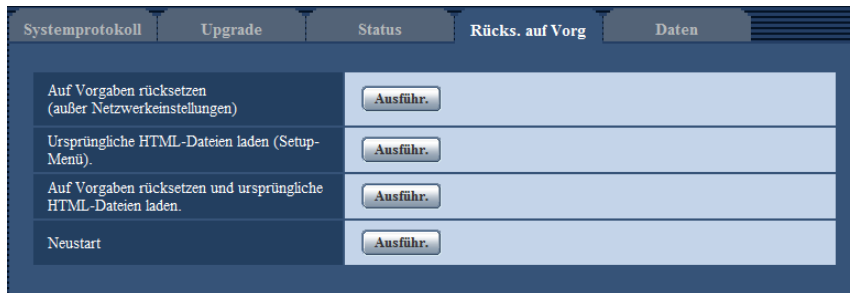 Systemprotokoll Upgrade Status Rücks. auf Vorg Daten
Auf Vorgaben rücksetzen
(außer Netzwerkeinstellungen)
Ausführ.
Ursprüngliche HTML-Dateien laden (Setup-
Menü).
Ausführ.
Auf Vorgaben rücksetzen und ursprüngliche
HTML-Dateien laden.
Ausführ.
Neustart
Ausführ.